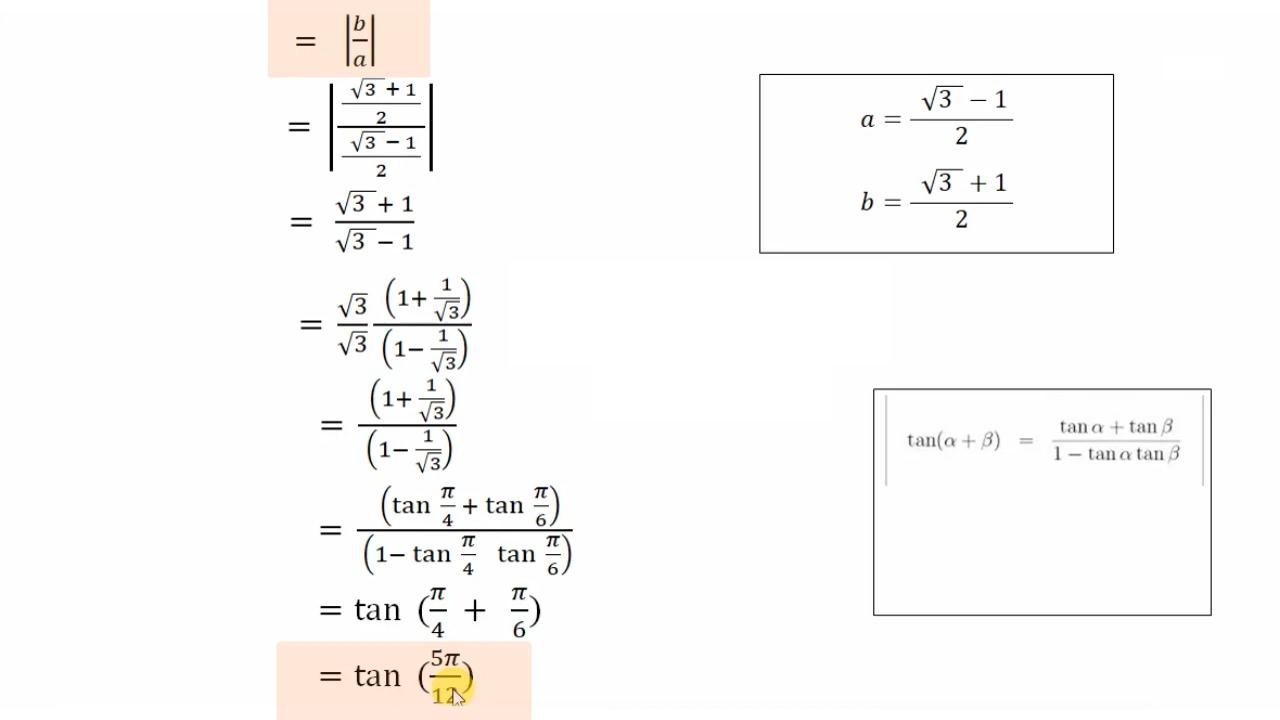 = |b/a|
= |((√3 + 1)/2)/((√3 − 1)/2)|
= (√3 + 1)/(√3 − 1)
= √3/√3 (1+ 1/√3)/(1− 1/√3)
= (1+ 1/√3)/(1− 1/√3)
= (tan π/4 + tan π/6)/(1− tan π/4 tan π/6)
= tan (π/4 + π/6)
= tan (5π/12)
a = (√3 − 1)/2
b = (√3 + 1)/2
tan(α + β) = (tan α + tan β)/(1 − tan α tan β)